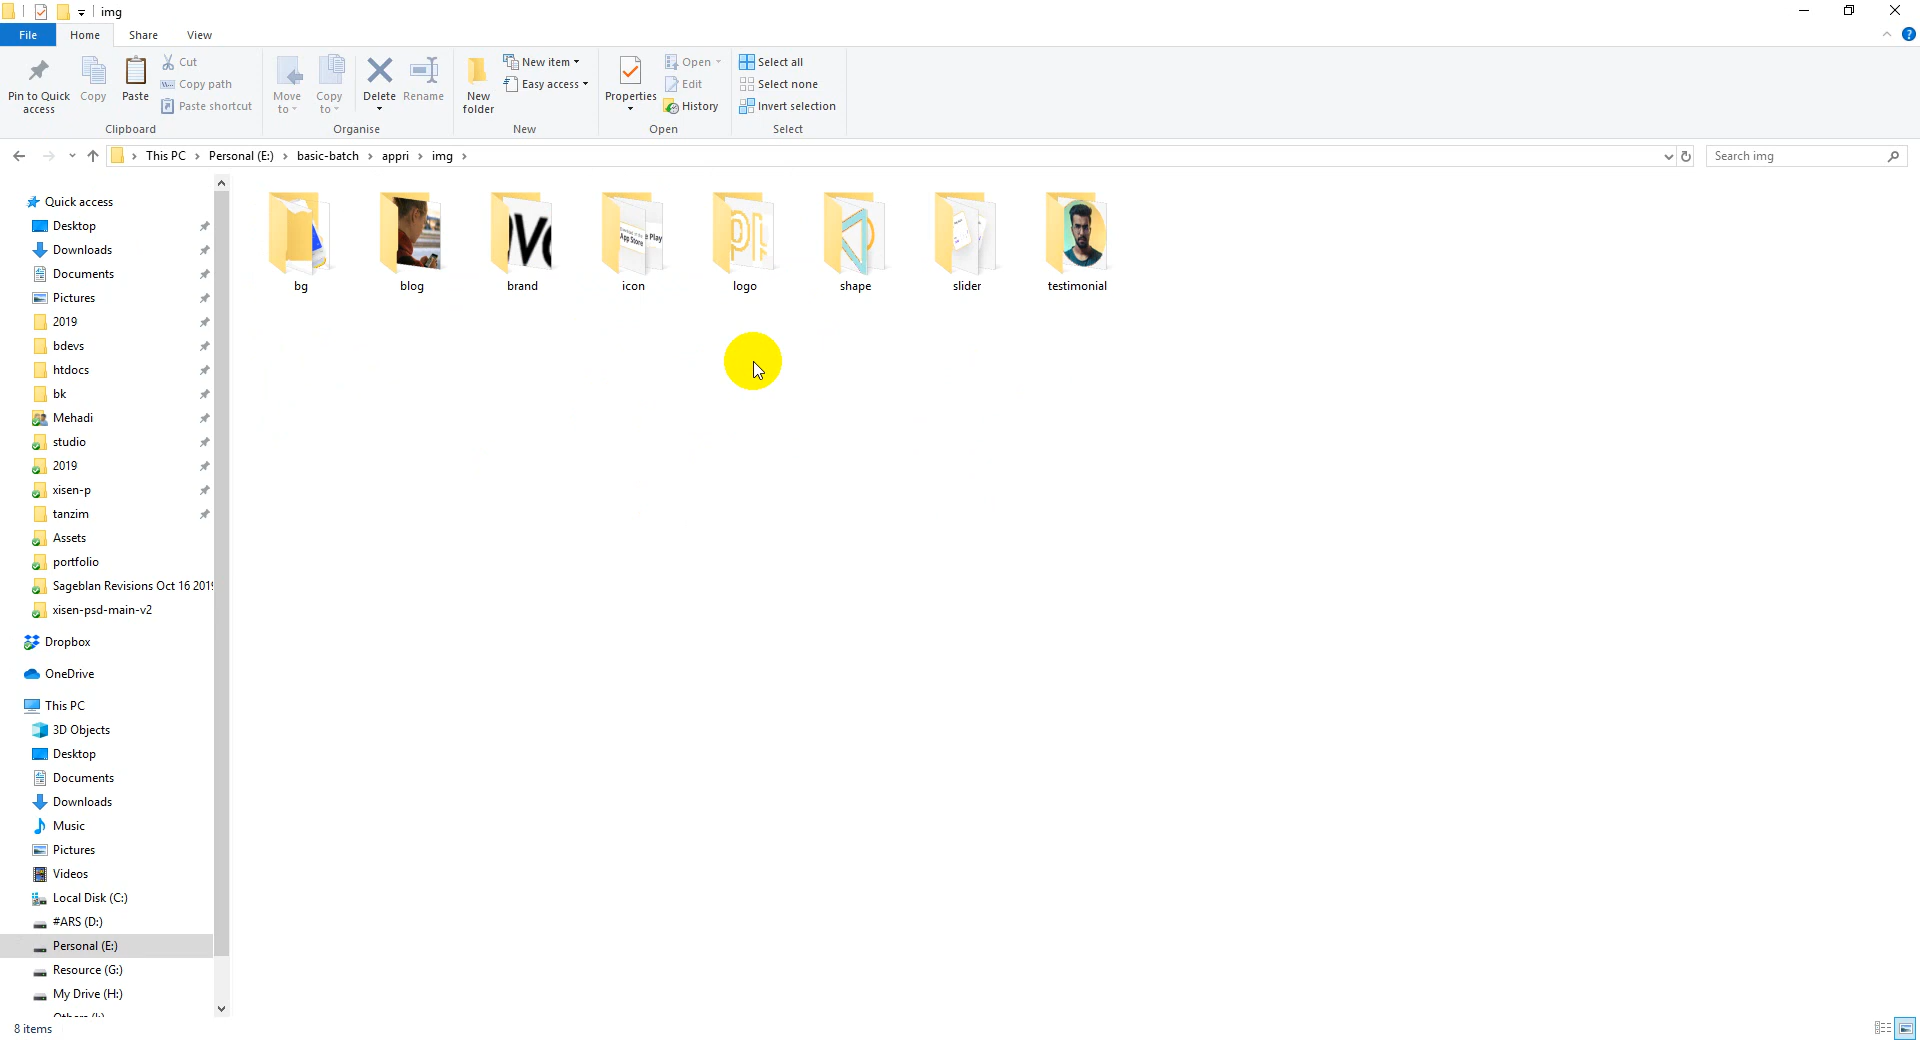 img
File Home Share View
Pin to Quick access
Copy
Paste
Cut
Copy path
Paste shortcut
Clipboard
Move to
Copy to
Delete
Rename
Organise
New folder
New item
Easy access
New
Properties
Open
Edit
History
Open
Select all
Select none
Invert selection
Select
This PC > Personal (E:) > basic-batch > appri > img >
Search img
Quick access
Desktop
Downloads
Documents
Pictures
2019
bdevs
htdocs
bk
Mehadi
studio
2019
xisen-p
tanzim
Assets
portfolio
Sageblan Revisions Oct 16 2019
xisen-psd-main-v2
Dropbox
OneDrive
This PC
3D Objects
Desktop
Documents
Downloads
Music
Pictures
Videos
Local Disk (C:)
#ARS (D:)
Personal (E:)
Resource (G:)
My Drive (H:)
bg
blog
brand
icon
logo
shape
slider
testimonial
App Store
Play
8 items